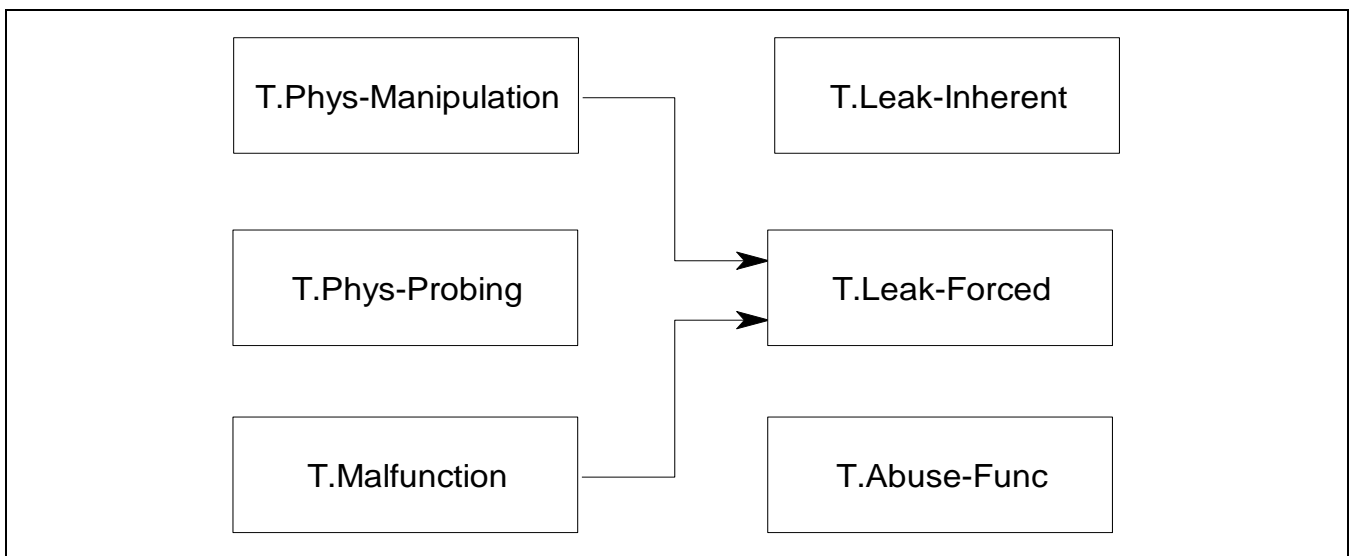 T.Phys-Manipulation
T.Leak-Inherent
T.Phys-Probing
T.Leak-Forced
T.Malfunction
T.Abuse-Func